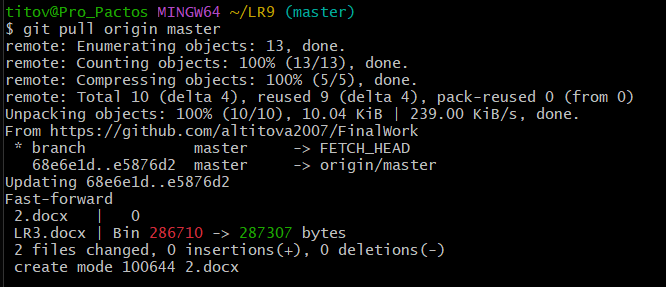 titov@Pro_Pactos MINGW64 ~/LR9 (master)
$ git pull origin master
remote: Enumerating objects: 13, done.
remote: Counting objects: 100% (13/13), done.
remote: Compressing objects: 100% (5/5), done.
remote: Total 10 (delta 4), reused 9 (delta 4), pack-reused 0 (from 0)
Unpacking objects: 100% (10/10), 10.04 KiB | 239.00 KiB/s, done.
From https://github.com/altitova2007/FinalWork
 * branch            master     -> FETCH_HEAD
   68e6e1d..e5876d2  master     -> origin/master
Updating 68e6e1d..e5876d2
Fast-forward
 2.docx   |   0
 LR3.docx | Bin 286710 -> 287307 bytes
 2 files changed, 0 insertions(+), 0 deletions(-)
 create mode 100644 2.docx